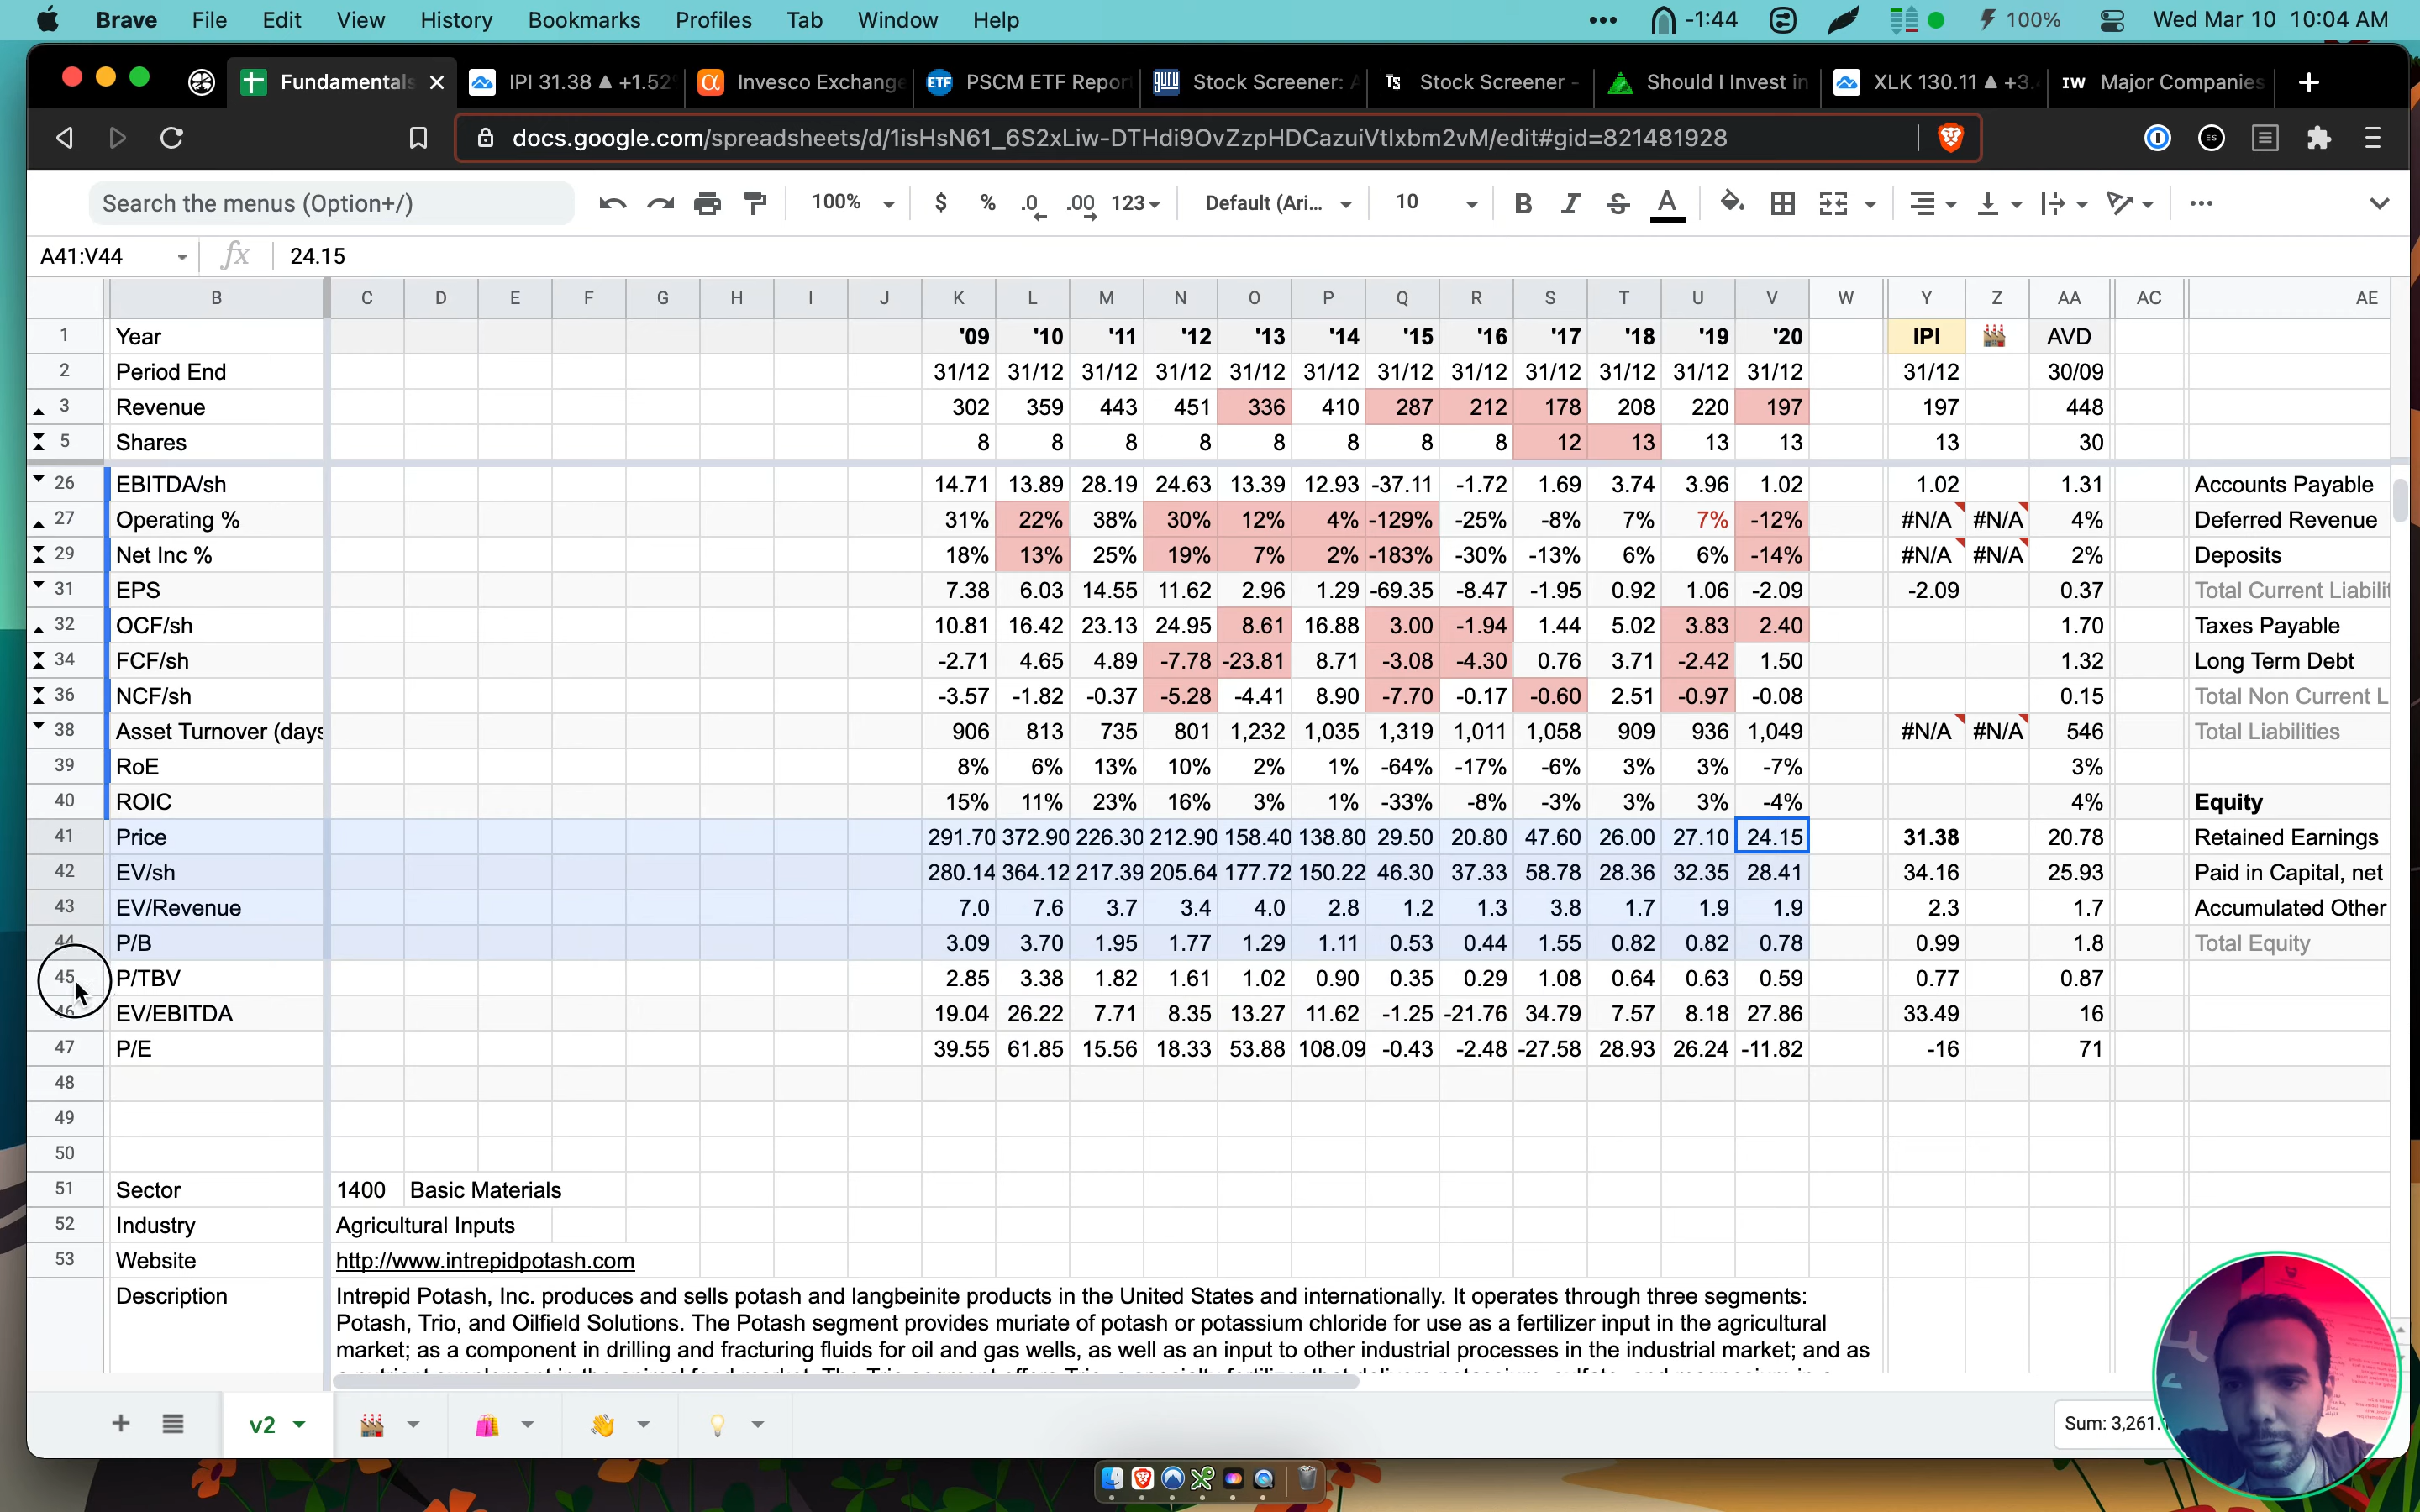 Brave File Edit View History Bookmarks Profiles Tab Window Help ••• -1:44 100% Wed Mar 10 10:04 AM
Fundamentals IPI 31.38 ▲ +1.52% Invesco Exchange ETF PSCM ETF Report guru Stock Screener: A TS Stock Screener - Should I Invest in XLK 130.11 ▲ +3. IW Major Companies
docs.google.com/spreadsheets/d/1isHsN61_6S2xLiw-DTHdi9OvZzpHDCazuiVtIxbm2vM/edit#gid=821481928 ES
Search the menus (Option+/) 100% $ % .0 .00 123 Default (Ari... 10 B I S A
A41:V44 fx 24.15
B C D E F G H I J K L M N O P Q R S T U V W Y Z AA AC AE
1 Year '09 '10 '11 '12 '13 '14 '15 '16 '17 '18 '19 '20 IPI AVD
2 Period End 31/12 31/12 31/12 31/12 31/12 31/12 31/12 31/12 31/12 31/12 31/12 31/12 31/12 30/09
3 Revenue 302 359 443 451 336 410 287 212 178 208 220 197 197 448
5 Shares 8 8 8 8 8 8 8 8 12 13 13 13 13 30
26 EBITDA/sh 14.71 13.89 28.19 24.63 13.39 12.93 -37.11 -1.72 1.69 3.74 3.96 1.02 1.02 1.31 Accounts Payable
27 Operating % 31% 22% 38% 30% 12% 4% -129% -25% -8% 7% 7% -12% #N/A #N/A 4% Deferred Revenue
29 Net Inc % 18% 13% 25% 19% 7% 2% -183% -30% -13% 6% 6% -14% #N/A #N/A 2% Deposits
31 EPS 7.38 6.03 14.55 11.62 2.96 1.29 -69.35 -8.47 -1.95 0.92 1.06 -2.09 -2.09 0.37 Total Current Liabilit
32 OCF/sh 10.81 16.42 23.13 24.95 8.61 16.88 3.00 -1.94 1.44 5.02 3.83 2.40 1.70 Taxes Payable
34 FCF/sh -2.71 4.65 4.89 -7.78 -23.81 8.71 -3.08 -4.30 0.76 3.71 -2.42 1.50 1.32 Long Term Debt
36 NCF/sh -3.57 -1.82 -0.37 -5.28 -4.41 8.90 -7.70 -0.17 -0.60 2.51 -0.97 -0.08 0.15 Total Non Current L
38 Asset Turnover (days 906 813 735 801 1,232 1,035 1,319 1,011 1,058 909 936 1,049 #N/A #N/A 546 Total Liabilities
39 RoE 8% 6% 13% 10% 2% 1% -64% -17% -6% 3% 3% -7% 3%
40 ROIC 15% 11% 23% 16% 3% 1% -33% -8% -3% 3% 3% -4% 4% Equity
41 Price 291.70 372.90 226.30 212.90 158.40 138.80 29.50 20.80 47.60 26.00 27.10 24.15 31.38 20.78 Retained Earnings
42 EV/sh 280.14 364.12 217.39 205.64 177.72 150.22 46.30 37.33 58.78 28.36 32.35 28.41 34.16 25.93 Paid in Capital, net
43 EV/Revenue 7.0 7.6 3.7 3.4 4.0 2.8 1.2 1.3 3.8 1.7 1.9 1.9 2.3 1.7 Accumulated Other
44 P/B 3.09 3.70 1.95 1.77 1.29 1.11 0.53 0.44 1.55 0.82 0.82 0.78 0.99 1.8 Total Equity
45 P/TBV 2.85 3.38 1.82 1.61 1.02 0.90 0.35 0.29 1.08 0.64 0.63 0.59 0.77 0.87
46 EV/EBITDA 19.04 26.22 7.71 8.35 13.27 11.62 -1.25 -21.76 34.79 7.57 8.18 27.86 33.49 16
47 P/E 39.55 61.85 15.56 18.33 53.88 108.09 -0.43 -2.48 -27.58 28.93 26.24 -11.82 -16 71
48
49
50
51 Sector 1400 Basic Materials
52 Industry Agricultural Inputs
53 Website http://www.intrepidpotash.com
Description Intrepid Potash, Inc. produces and sells potash and langbeinite products in the United States and internationally. It operates through three segments:
Potash, Trio, and Oilfield Solutions. The Potash segment provides muriate of potash or potassium chloride for use as a fertilizer input in the agricultural
market; as a component in drilling and fracturing fluids for oil and gas wells, as well as an input to other industrial processes in the industrial market; and as
v2 Sum: 3,261.